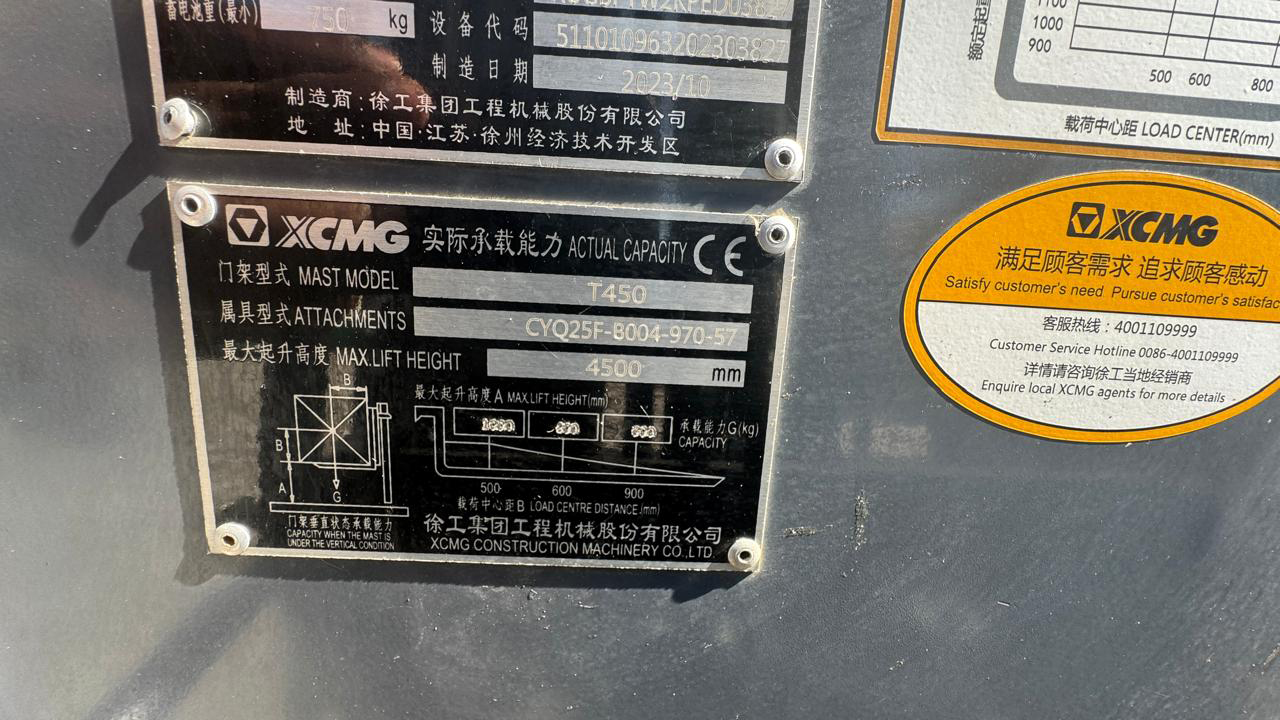 蓄电池重(最小) 750 kg
设备代码 511010963202303827
制造日期 2023/10
制造商:徐工集团工程机械股份有限公司
地 址:中国·江苏·徐州经济技术开发区
XCMG 实际承载能力 ACTUAL CAPACITY CE
门架型式 MAST MODEL T450
属具型式 ATTACHMENTS CYQ25F-B004-970-57
最大起升高度 MAX.LIFT HEIGHT 4500 mm
B
B
A
G
门架垂直状态承载能力
CAPACITY WHEN THE MAST IS
UNDER THE VERTICAL CONDITION
最大起升高度A MAX.LIFT HEIGHT(mm)
承载能力G(kg)
CAPACITY
500 600 900
载荷中心距B LOAD CENTRE DISTANCE(mm)
徐工集团工程机械股份有限公司
XCMG CONSTRUCTION MACHINERY CO.,LTD.
1100
1000
900
500 600 800
载荷中心距 LOAD CENTER(mm)
XCMG
满足顾客需求 追求顾客感动
Satisfy customer's need Pursue customer's
客服热线:4001109999
Customer Service Hotline 0086-4001109999
详情请咨询徐工当地经销商
Enquire local XCMG agents for more details